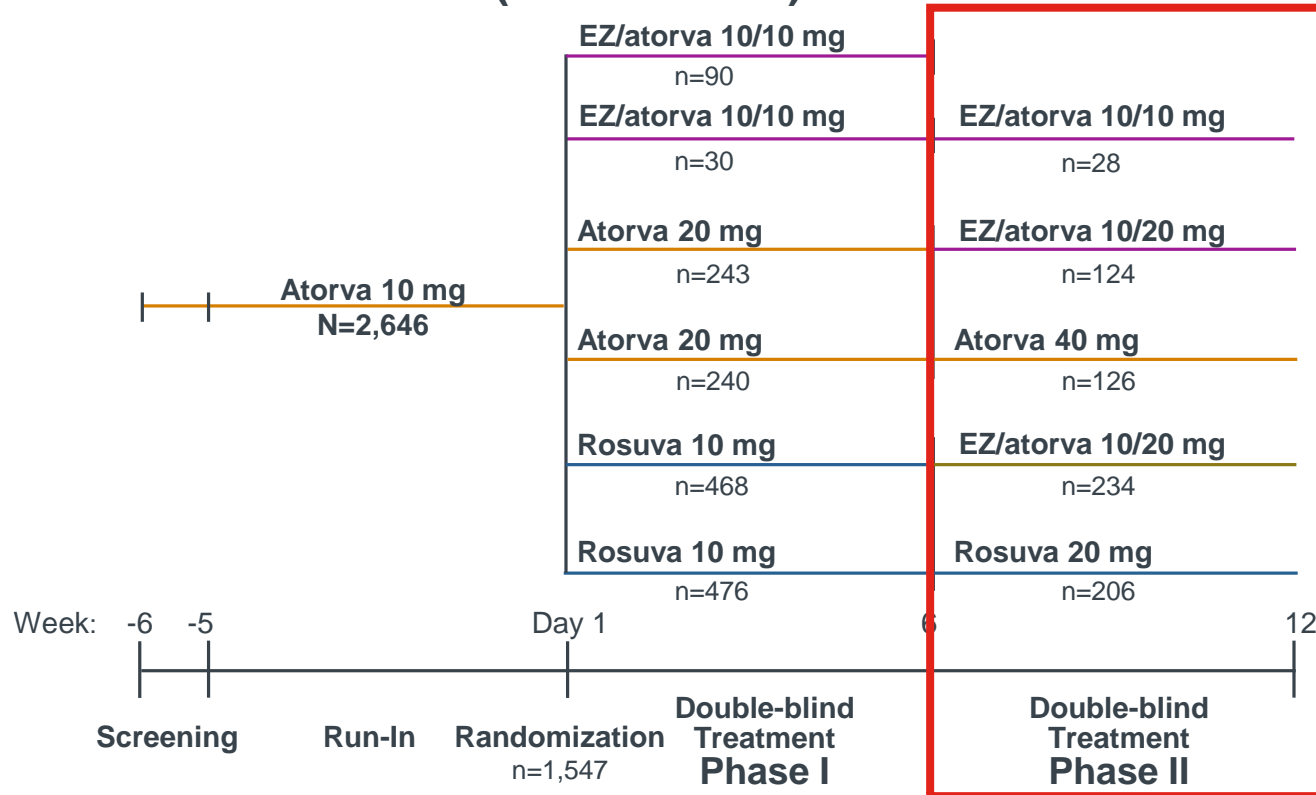 EZ/atorva 10/10 mg
n=90
EZ/atorva 10/10 mg
EZ/atorva 10/10 mg
n=30
n=28
Atorva 20 mg
EZ/atorva 10/20 mg
n=243
n=124
Atorva 10 mg
N=2,646
Atorva 20 mg
Atorva 40 mg
n=240
n=126
Rosuva 10 mg
EZ/atorva 10/20 mg
n=468
n=234
Rosuva 10 mg
Rosuva 20 mg
n=476
n=206
Week: -6 -5 Day 1 6 12
Screening
Run-In
Randomization
n=1,547
Double-blind
Treatment
Phase I
Double-blind
Treatment
Phase II